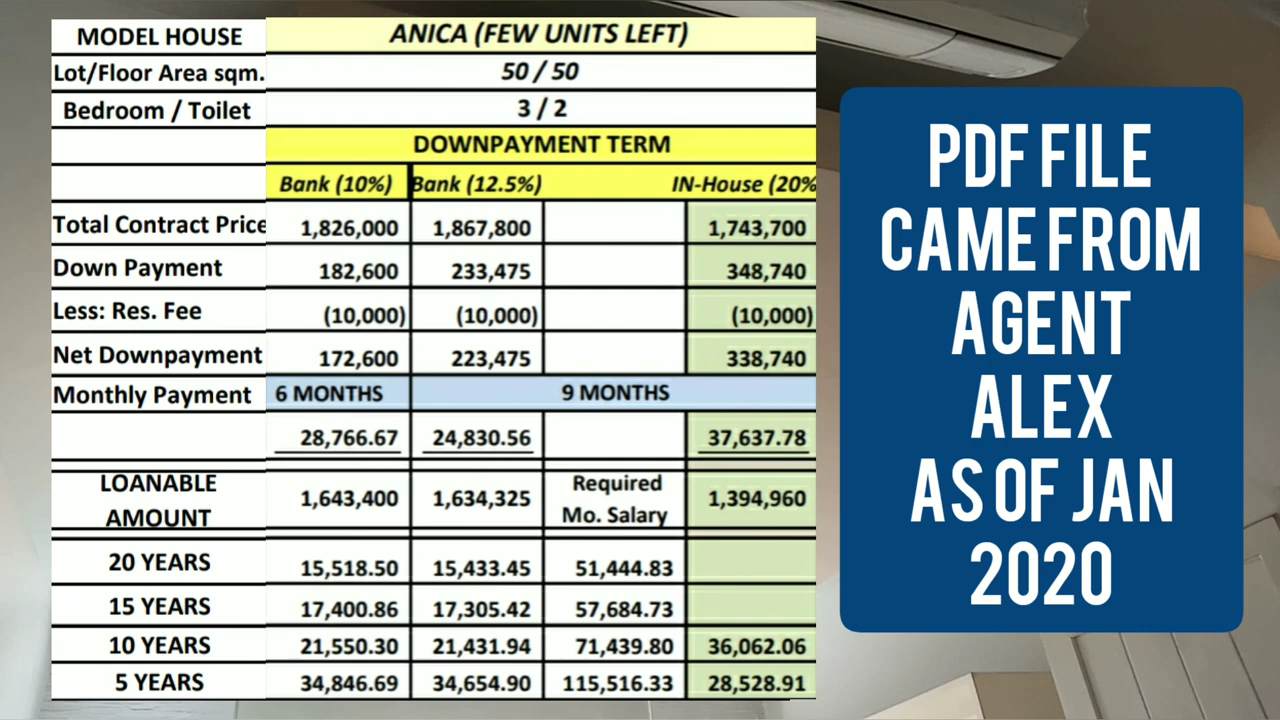 MODEL HOUSE ANICA (FEW UNITS LEFT)
Lot/Floor Area sqm. 50 / 50
Bedroom / Toilet 3 / 2
DOWNPAYMENT TERM
Bank (10%) Bank (12.5%) IN-House (20%
Total Contract Price 1,826,000 1,867,800 1,743,700
Down Payment 182,600 233,475 348,740
Less: Res. Fee (10,000) (10,000) (10,000)
Net Downpayment 172,600 223,475 338,740
Monthly Payment 6 MONTHS 9 MONTHS
28,766.67 24,830.56 37,637.78
LOANABLE AMOUNT 1,643,400 1,634,325 Required Mo. Salary 1,394,960
20 YEARS 15,518.50 15,433.45 51,444.83
15 YEARS 17,400.86 17,305.42 57,684.73
10 YEARS 21,550.30 21,431.94 71,439.80 36,062.06
5 YEARS 34,846.69 34,654.90 115,516.33 28,528.91
PDF FILE
CAME FROM
AGENT
ALEX
AS OF JAN
2020